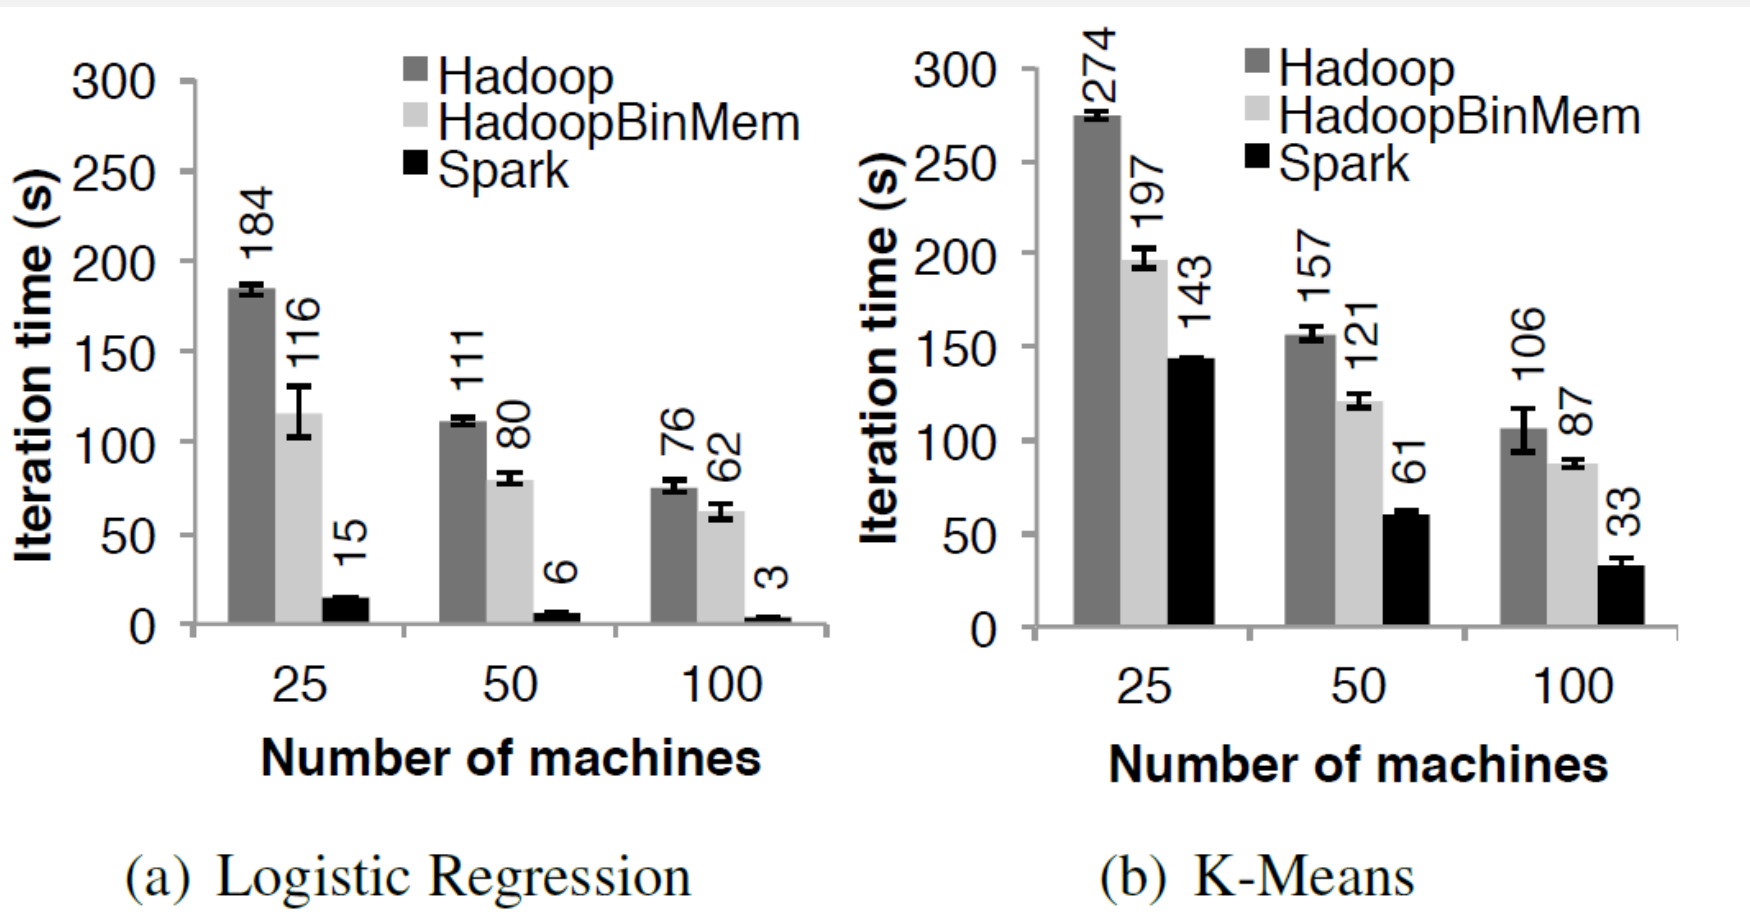 Hadoop
HadoopBinMem
Spark
Iteration time (s)
300
250
200
150
100
50
0
184
116
15
111
80
6
76
62
3
25 50 100
Number of machines
(a) Logistic Regression
Hadoop
HadoopBinMem
Spark
Iteration time (s)
300
250
200
150
100
50
0
274
197
143
157
121
61
106
87
33
25 50 100
Number of machines
(b) K-Means